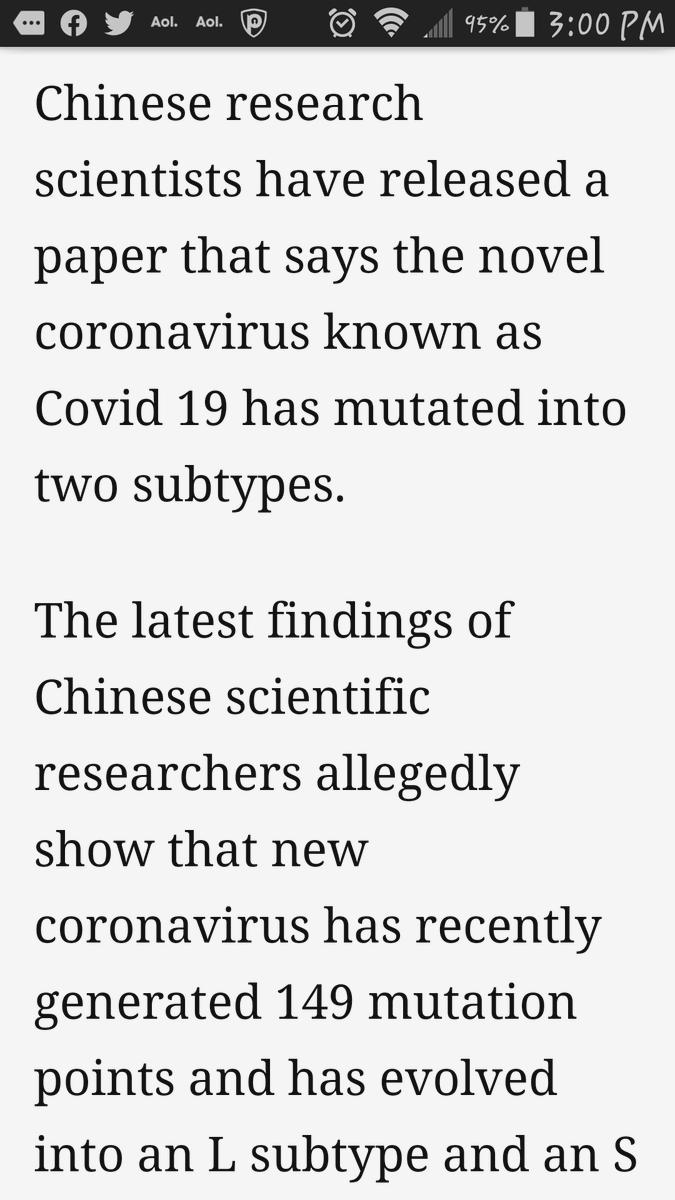 Aol. Aol. 95% 3:00 PM
Chinese research
scientists have released a
paper that says the novel
coronavirus known as
Covid 19 has mutated into
two subtypes.
The latest findings of
Chinese scientific
researchers allegedly
show that new
coronavirus has recently
generated 149 mutation
points and has evolved
into an L subtype and an S